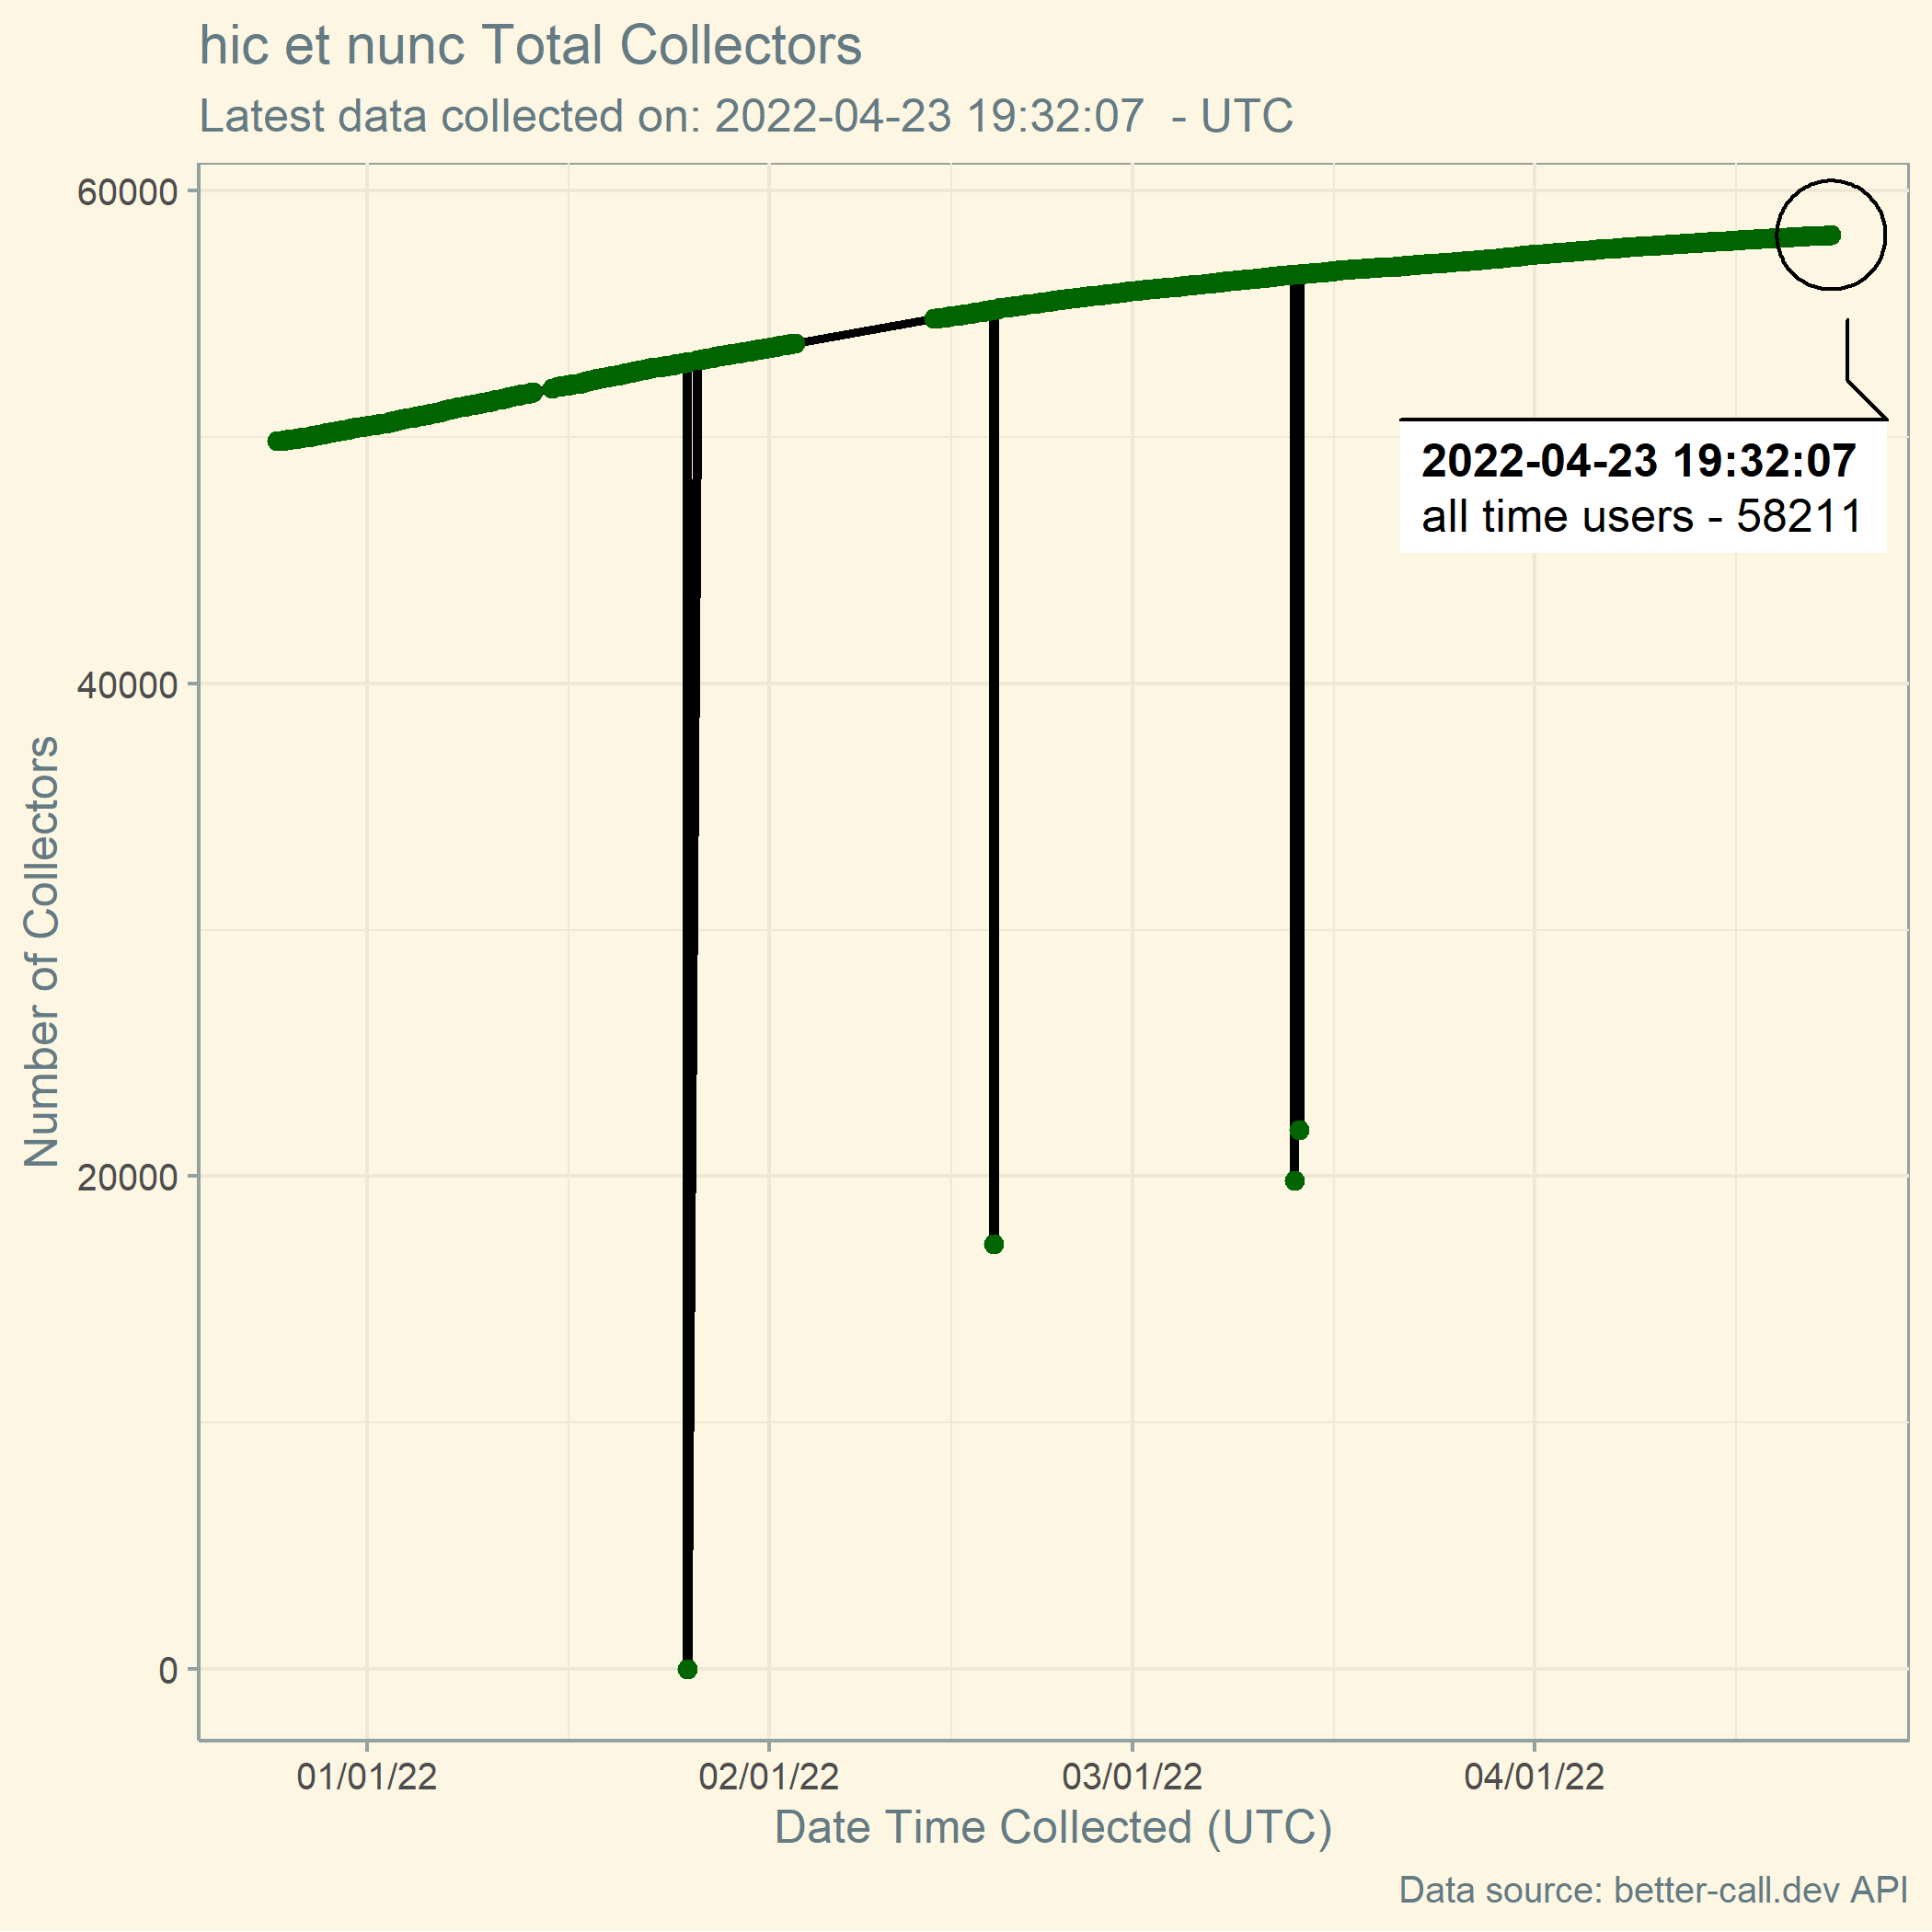 hic et nunc Total Collectors
Latest data collected on: 2022-04-23 19:32:07  - UTC
60000
40000
20000
0
Number of Collectors
2022-04-23 19:32:07
all time users - 58211
01/01/22
02/01/22
03/01/22
04/01/22
Date Time Collected (UTC)
Data source: better-call.dev API